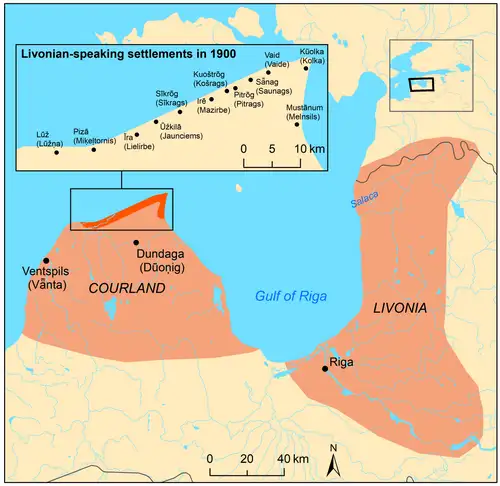 Livonian-speaking settlements in 1900
Vaid
(Vaide)
Kūolka
(Kolka)
Kuoštrõg
(Košrags)
Sǟnag
(Saunags)
Sīkrõg
(Sīkrags)
Pitrõg
(Pitrags)
Irē
(Mazirbe)
Mustānum
(Melnsils)
Lūž
(Lūžņa)
Pizā
(Miķeļtornis)
Īra
(Lielirbe)
Ūžkilā
(Jaunciems)
0 5 10 km
Salaca
Dundaga
(Dūoņig)
Ventspils
(Vǟnta)
COURLAND
Gulf of Riga
LIVONIA
Riga
N
0 20 40 km